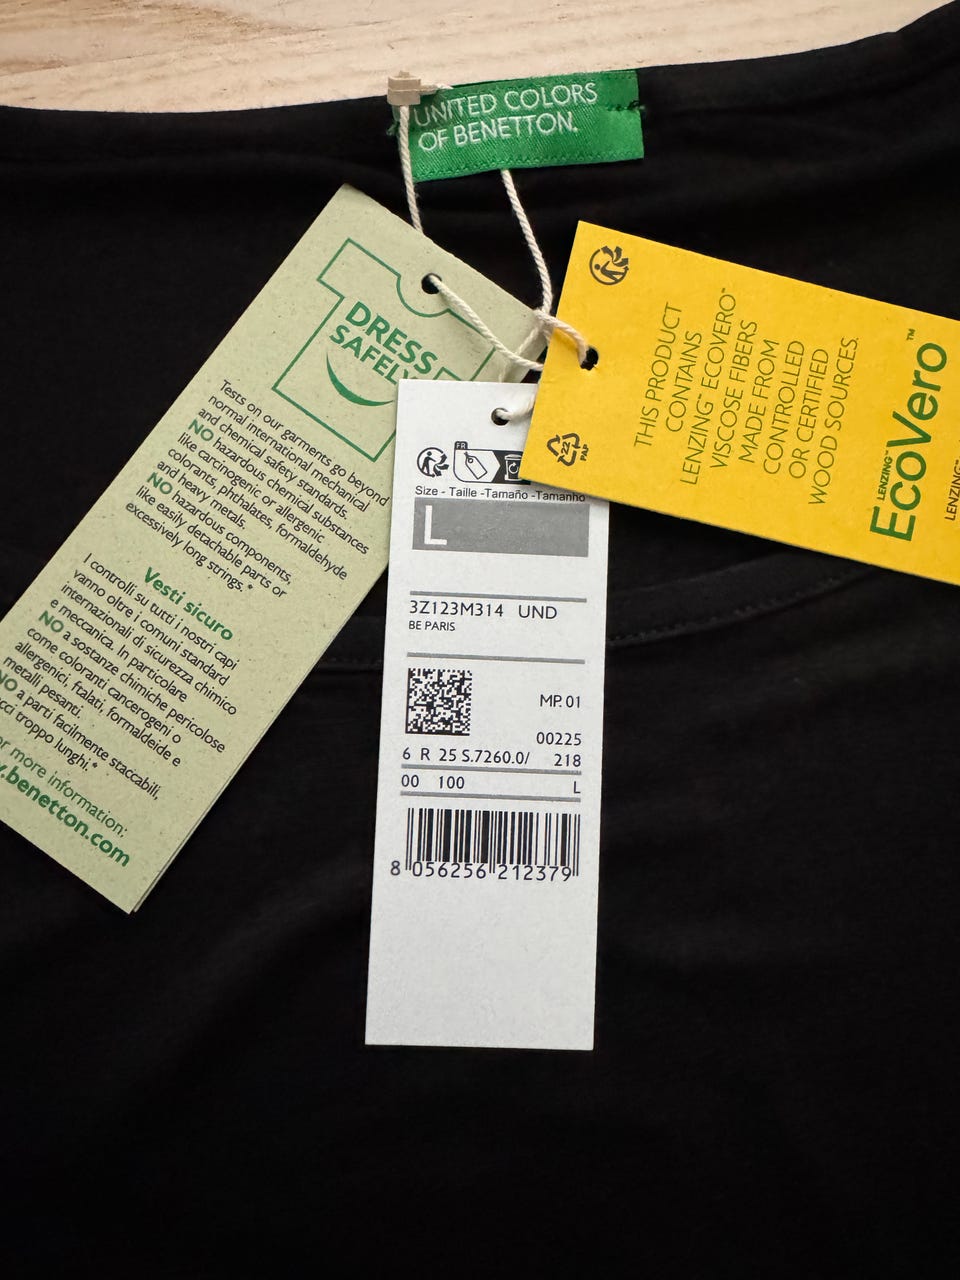 UNITED COLORS
OF BENETTON.
DRESS
SAFELY
Tests on our garments go beyond
normal international mechanical
and chemical safety standards.
NO hazardous chemical substances
like carcinogenic or allergenic
colorants, phthalates, formaldehyde
and heavy metals.
NO hazardous components,
like easily detachable parts or
excessively long strings.*
Vesti sicuro
I controlli su tutti i nostri capi
vanno oltre i comuni standard
internazionali di sicurezza chimico
e meccanica. In particolare
NO a sostanze chimiche pericolose
come coloranti cancerogeni o
allergenici, ftalati, formaldeide e
metalli pesanti.
NO a parti facilmente staccabili,
cci troppo lunghi.*
or more information:
.benetton.com
FR
Size - Taille -Tamaño -Tamanho
L
3Z123M314 UND
BE PARIS
MP. 01
00225
6 R 25 S.7260.0/ 218
00 100 L
8 056256 212379
THIS PRODUCT
CONTAINS
LENZING™ ECOVERO™
VISCOSE FIBERS
MADE FROM
CONTROLLED
OR CERTIFIED
WOOD SOURCES.
21
PAP
LENZING™
EcoVero™
LENZING™